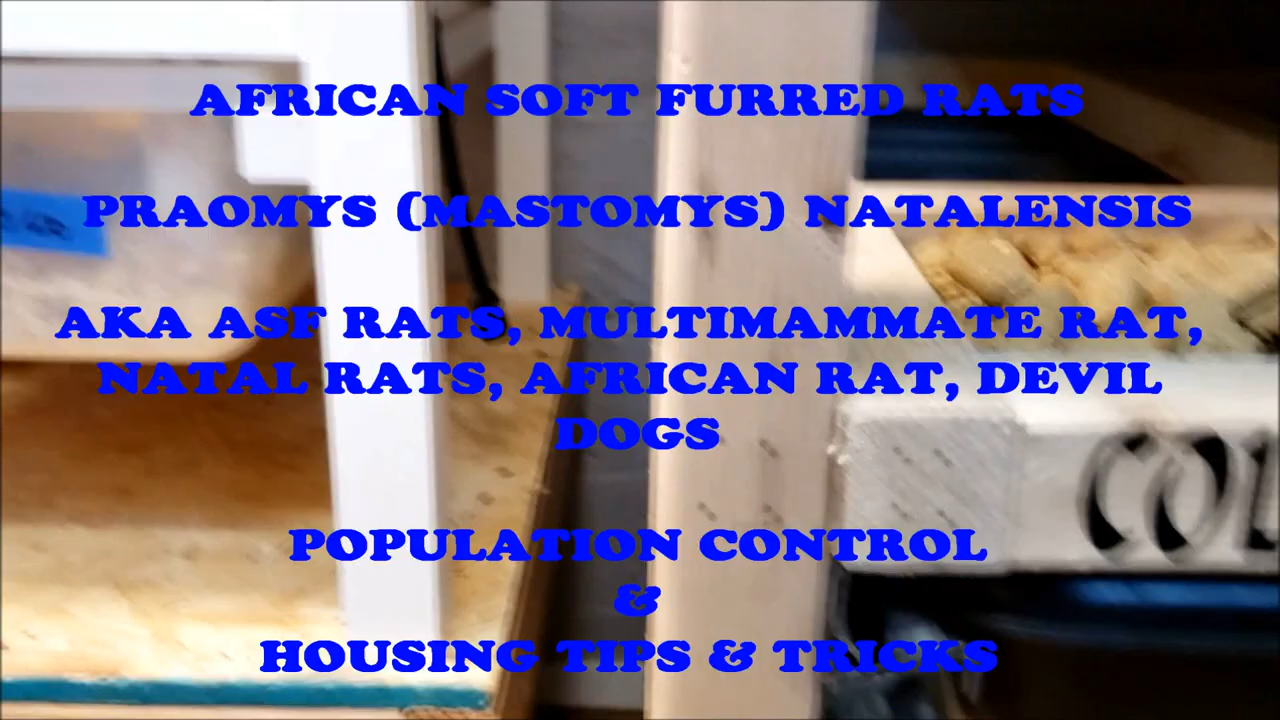 AFRICAN SOFT FURRED RATS
PRAOMYS (MASTOMYS) NATALENSIS
AKA ASF RATS, MULTIMAMMATE RAT,
NATAL RATS, AFRICAN RAT, DEVIL
DOGS
POPULATION CONTROL
&
HOUSING TIPS & TRICKS